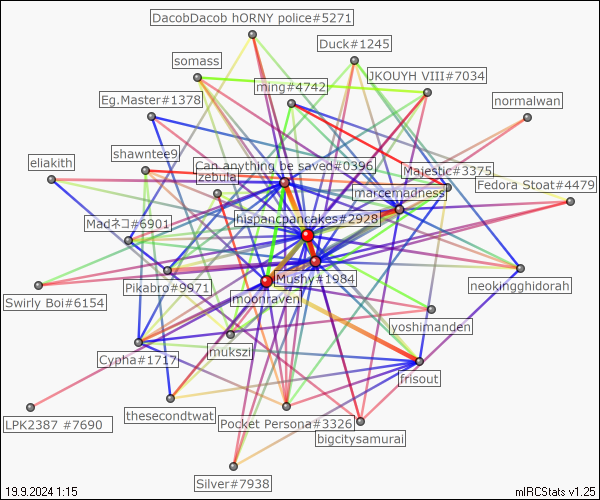 DacobDacob hORNY police#5271
Duck#1245
somass
JKOUYH VIII#7034
ming#4742
Eg.Master#1378
normalwan
shawntee9
eliakith
Can anything be saved#0396
Majestic#3375
zebula
marcemadness
Fedora Stoat#4479
hispancpancakes#2928
Madネコ#6901
Mushy#1984
neokingghidorah
Pikabro#9971
moonraven
Swirly Boi#6154
yoshimanden
mukszi
Cypha#1717
frisout
thesecondtwat
LPK2387 #7690
Pocket Persona#3326
bigcitysamurai
Silver#7938
19.9.2024 1:15
mIRCStats v1.25